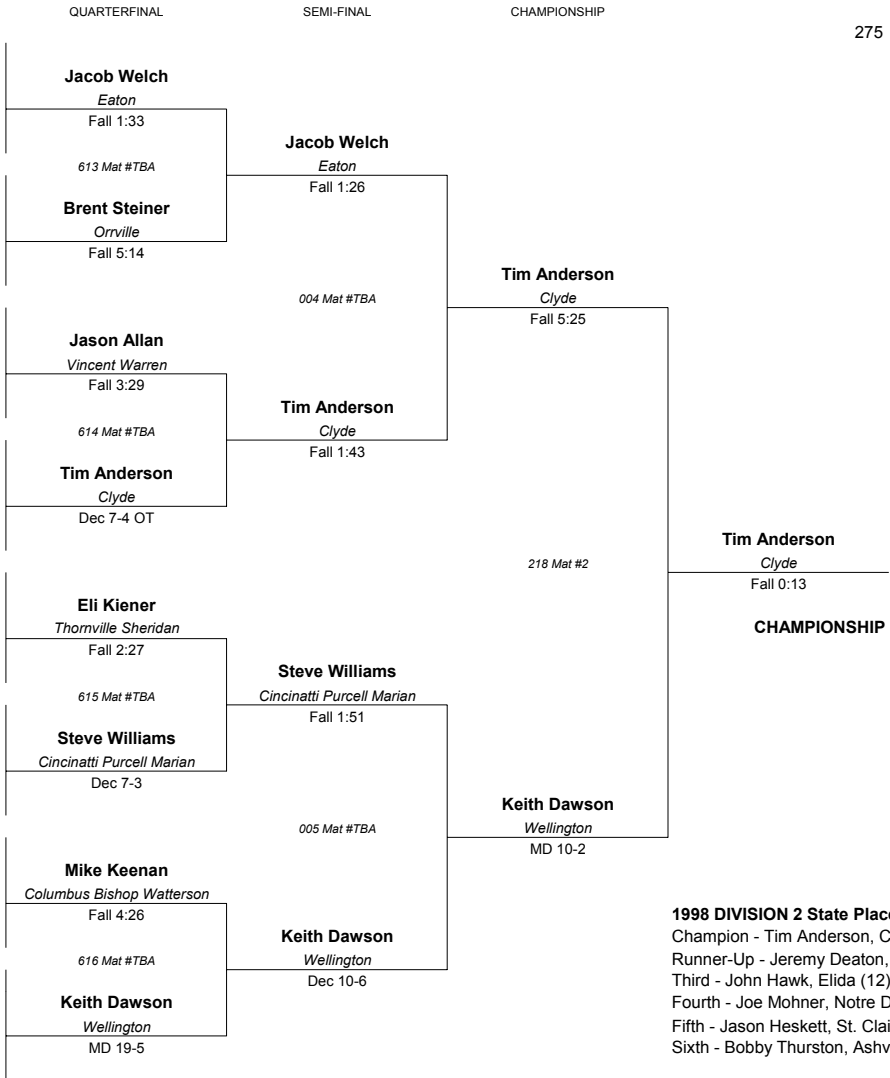 QUARTERFINAL SEMI-FINAL CHAMPIONSHIP
275
Jacob Welch
Eaton
Fall 1:33
613 Mat #TBA
Brent Steiner
Orrville
Fall 5:14
Jacob Welch
Eaton
Fall 1:26
004 Mat #TBA
Jason Allan
Vincent Warren
Fall 3:29
614 Mat #TBA
Tim Anderson
Clyde
Dec 7-4 OT
Tim Anderson
Clyde
Fall 1:43
Tim Anderson
Clyde
Fall 5:25
218 Mat #2
Tim Anderson
Clyde
Fall 0:13
CHAMPIONSHIP
Eli Kiener
Thornville Sheridan
Fall 2:27
615 Mat #TBA
Steve Williams
Cincinatti Purcell Marian
Dec 7-3
Steve Williams
Cincinatti Purcell Marian
Fall 1:51
005 Mat #TBA
Mike Keenan
Columbus Bishop Watterson
Fall 4:26
616 Mat #TBA
Keith Dawson
Wellington
MD 19-5
Keith Dawson
Wellington
Dec 10-6
Keith Dawson
Wellington
MD 10-2
1998 DIVISION 2 State Place
Champion - Tim Anderson, C
Runner-Up - Jeremy Deaton,
Third - John Hawk, Elida (12)
Fourth - Joe Mohner, Notre D
Fifth - Jason Heskett, St. Clai
Sixth - Bobby Thurston, Ashv